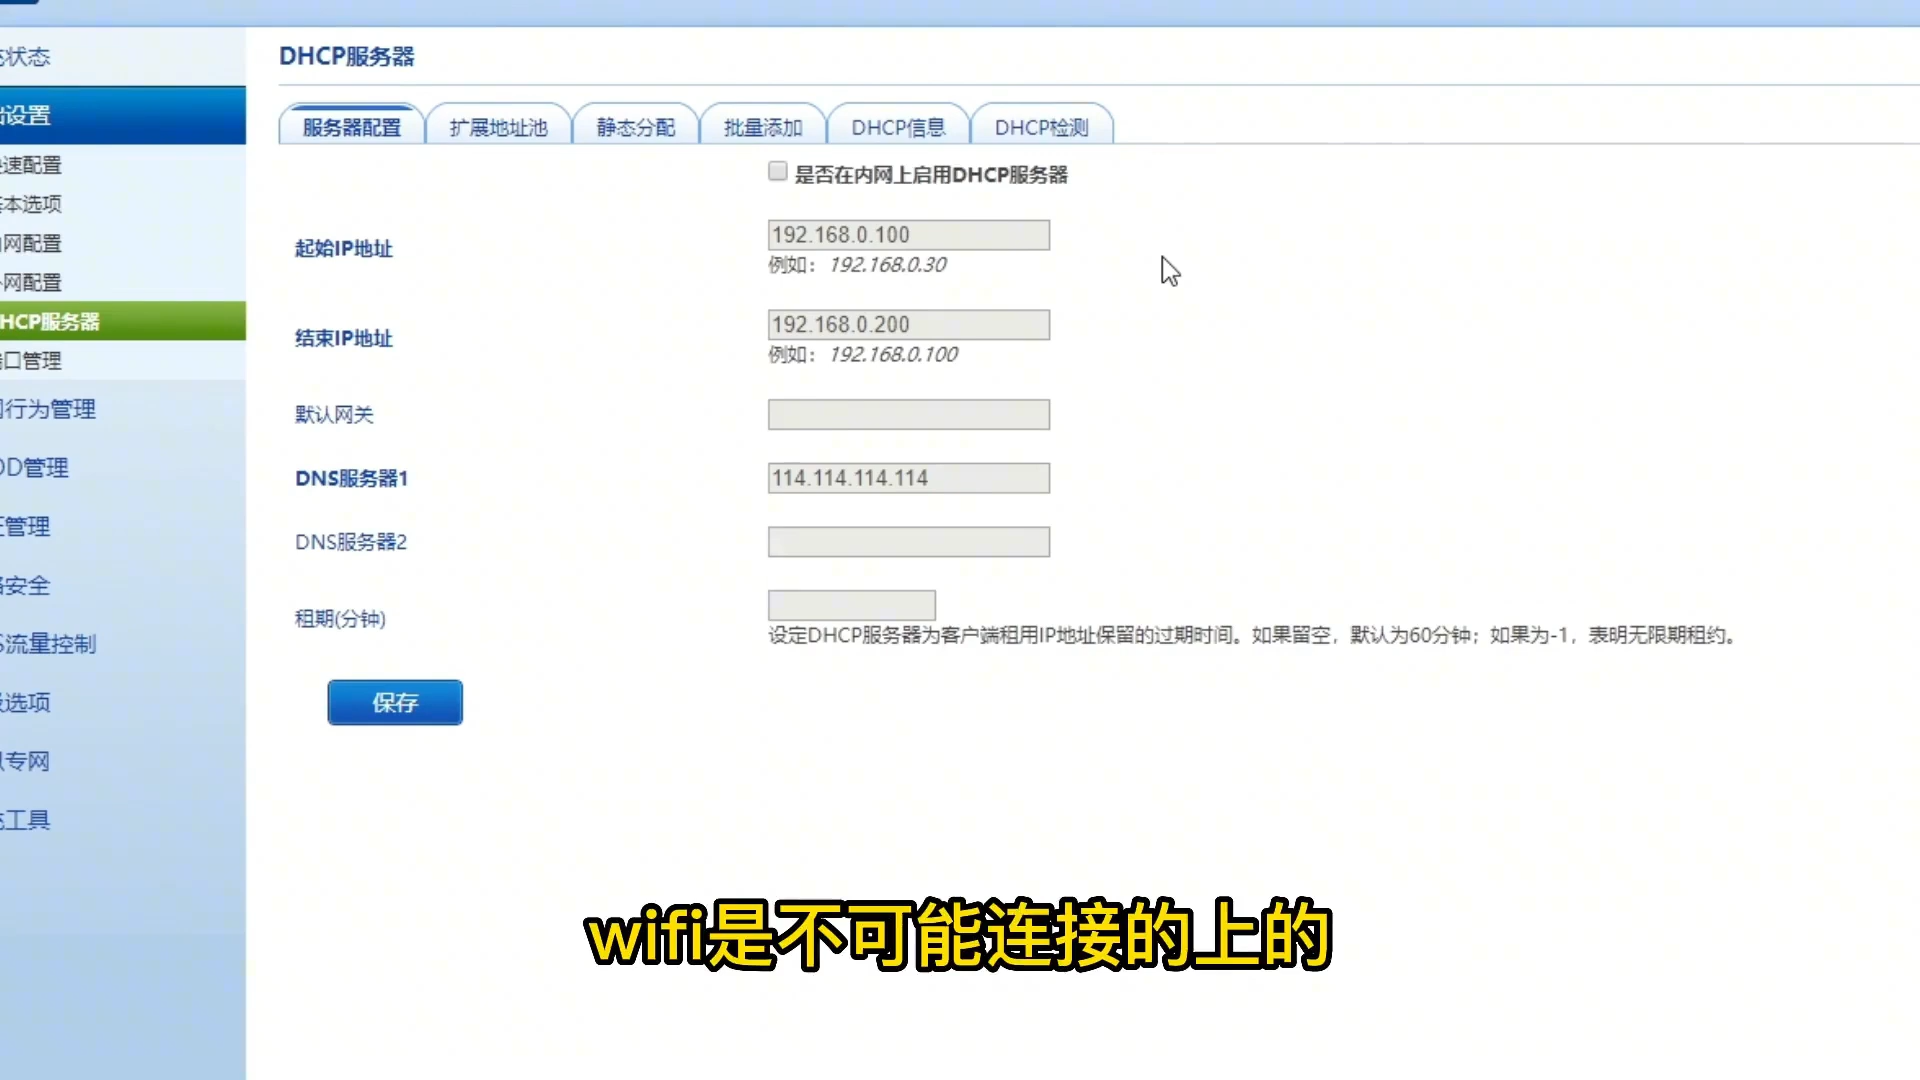 状态
设置
DHCP服务器
服务器配置 扩展地址池 静态分配 批量添加 DHCP信息 DHCP检测
速配置
本选项
网配置
网配置
HCP服务器
口管理
行为管理
D管理
管理
安全
流量控制
选项
专网
工具
是否在内网上启用DHCP服务器
起始IP地址 192.168.0.100
例如： 192.168.0.30
结束IP地址 192.168.0.200
例如： 192.168.0.100
默认网关
DNS服务器1 114.114.114.114
DNS服务器2
租期(分钟)
设定DHCP服务器为客户端租用IP地址保留的过期时间。如果留空，默认为60分钟；如果为-1，表明无限期租约。
保存
wifi是不可能连接的上的